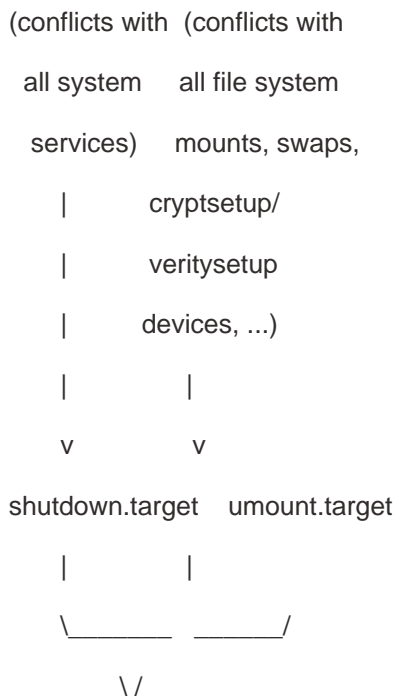 (conflicts with  (conflicts with
  all system     all file system
   services)     mounts, swaps,
      |           cryptsetup/
      |           veritysetup
      |          devices, ...)
      |                |
      v                v
shutdown.target    umount.target
      |                |
      \_______   ______/
              \ /